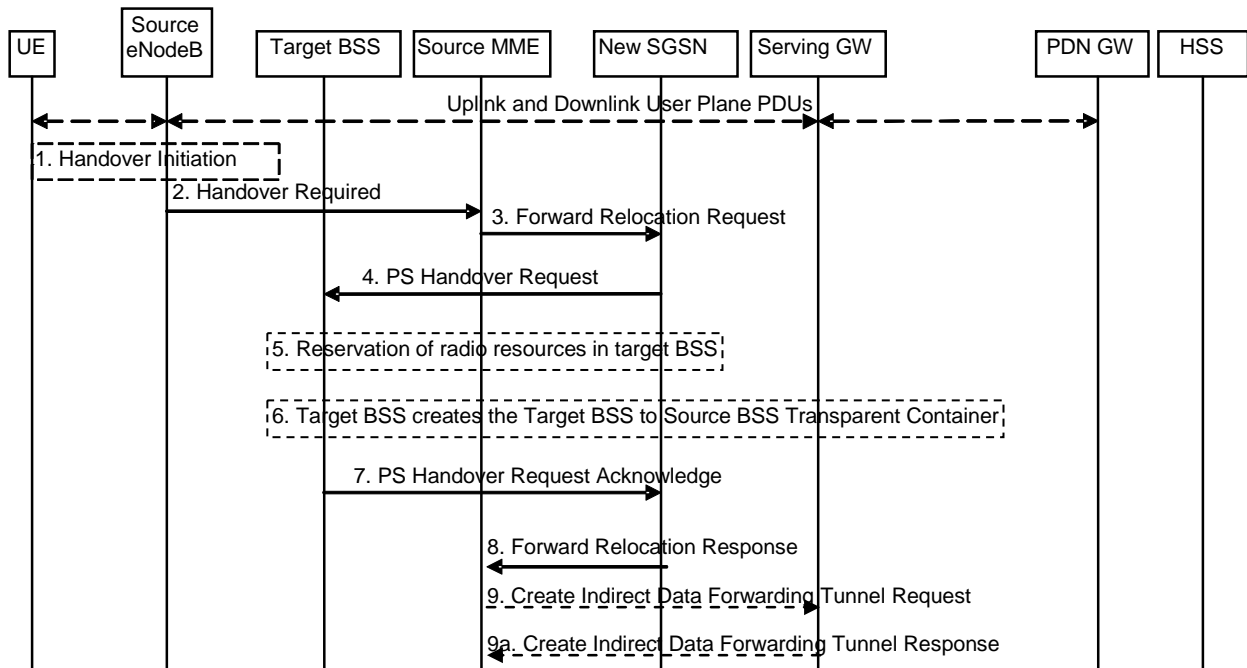 UE
Source
eNodeB
Target BSS
Source MME
New SGSN
Serving GW
PDN GW
HSS
Uplink and Downlink User Plane PDUs
1. Handover Initiation
2. Handover Required
3. Forward Relocation Request
4. PS Handover Request
5. Reservation of radio resources in target BSS
6. Target BSS creates the Target BSS to Source BSS Transparent Container
7. PS Handover Request Acknowledge
8. Forward Relocation Response
9. Create Indirect Data Forwarding Tunnel Request
9a. Create Indirect Data Forwarding Tunnel Response